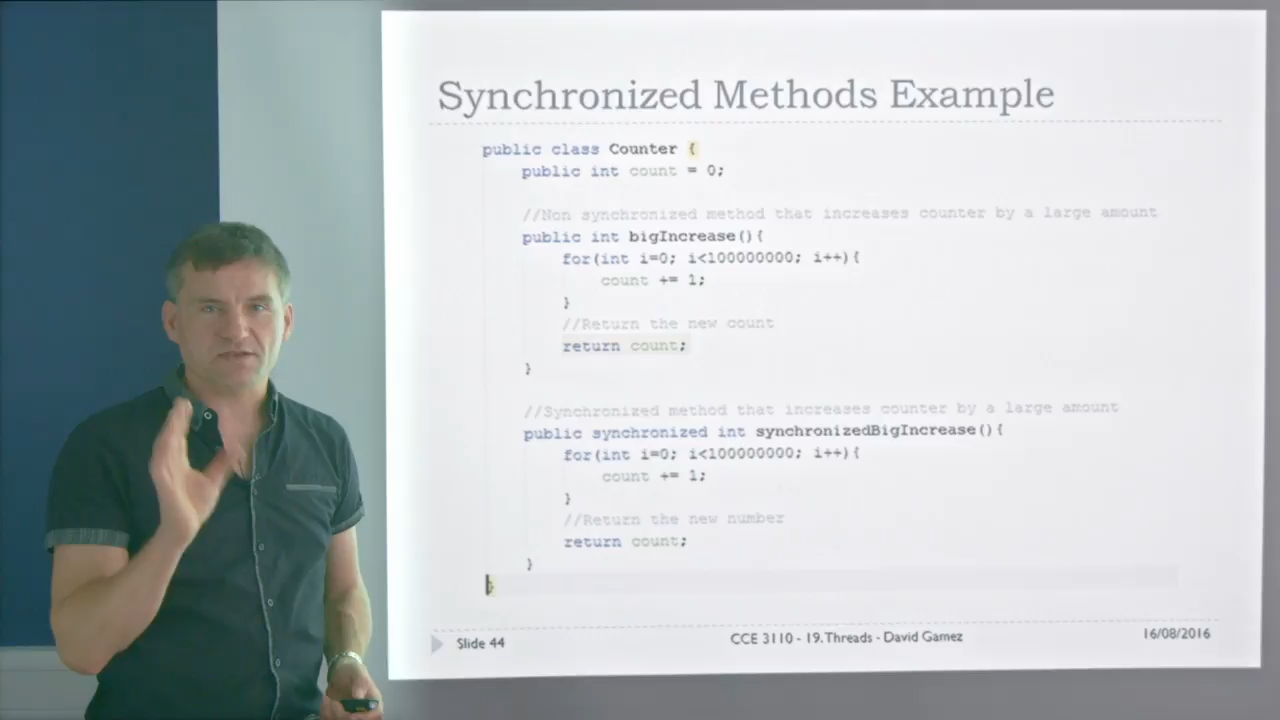 Synchronized Methods Example
public class Counter {
public int count = 0;
//Non synchronized method that increases counter by a large amount
public int bigIncrease(){
for(int i=0; i<100000000; i++){
count += 1;
}
//Return the new count
return count;
}
//Synchronized method that increases counter by a large amount
public synchronized int synchronizedBigIncrease(){
for(int i=0; i<100000000; i++){
count += 1;
}
//Return the new number
return count;
}
}
Slide 44
CCE 3110 - 19.Threads - David Gamez
16/08/2016